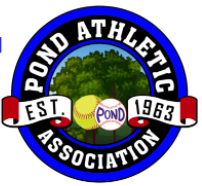 POND ATHLETIC
EST. 1963
POND
ASSOCIATION